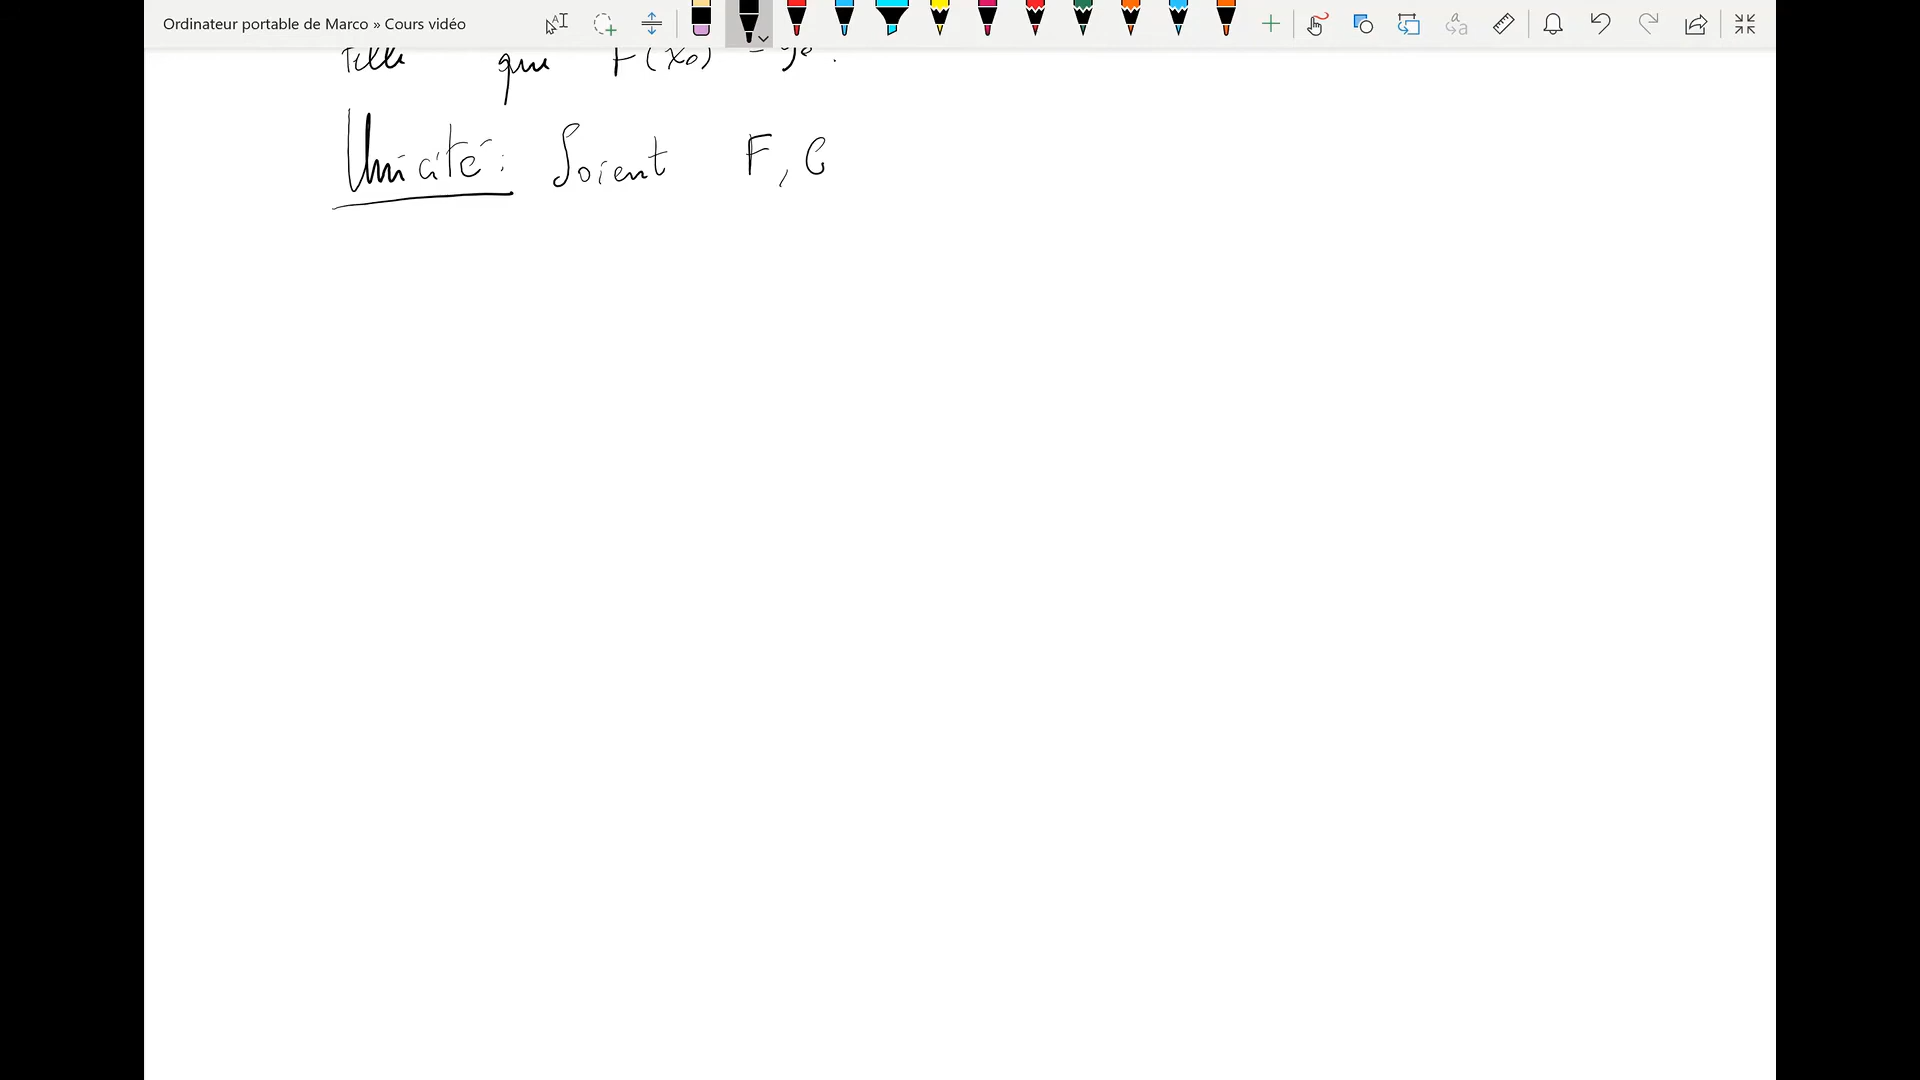 Ordinateur portable de Marco » Cours vidéo
telle que F(x₀) = y₀.
Unicité: Soient F, G